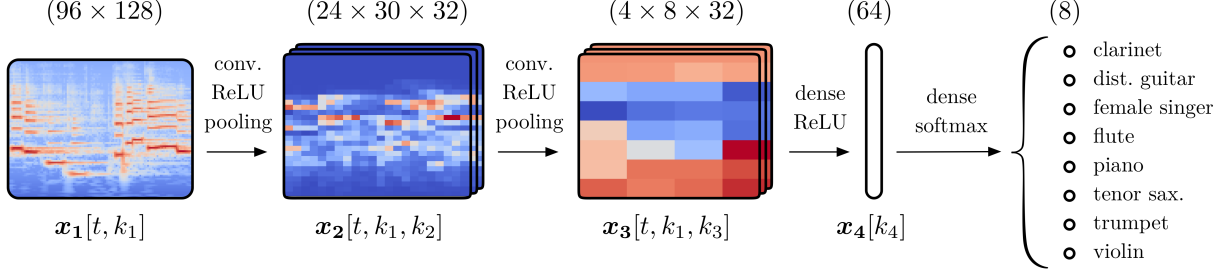 (96 × 128)
(24 × 30 × 32)
(4 × 8 × 32)
(64)
(8)
conv.
ReLU
pooling
conv.
ReLU
pooling
dense
ReLU
dense
softmax
clarinet
dist. guitar
female singer
flute
piano
tenor sax.
trumpet
violin
x₁[t, k₁]
x₂[t, k₁, k₂]
x₃[t, k₁, k₃]
x₄[k₄]